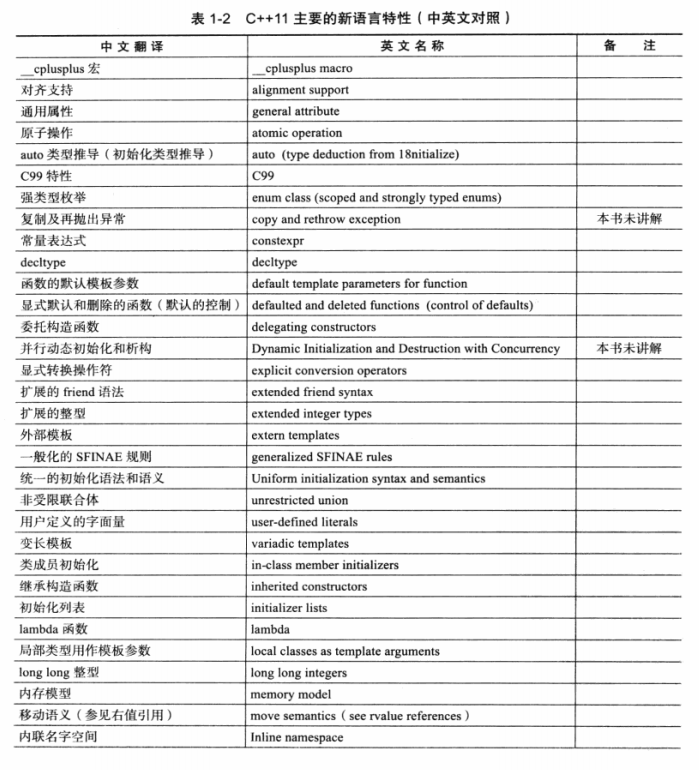 表 1-2 C++11 主要的新语言特性(中英文对照)
中文翻译 英文名称 备 注
__cplusplus 宏 __cplusplus macro
对齐支持 alignment support
通用属性 general attribute
原子操作 atomic operation
auto 类型推导(初始化类型推导) auto (type deduction from 18nitialize)
C99 特性 C99
强类型枚举 enum class (scoped and strongly typed enums)
复制及再抛出异常 copy and rethrow exception 本书未讲解
常量表达式 constexpr
decltype decltype
函数的默认模板参数 default template parameters for function
显式默认和删除的函数(默认的控制) defaulted and deleted functions (control of defaults)
委托构造函数 delegating constructors
并行动态初始化和析构 Dynamic Initialization and Destruction with Concurrency 本书未讲解
显式转换操作符 explicit conversion operators
扩展的 friend 语法 extended friend syntax
扩展的整型 extended integer types
外部模板 extern templates
一般化的 SFINAE 规则 generalized SFINAE rules
统一的初始化语法和语义 Uniform initialization syntax and semantics
非受限联合体 unrestricted union
用户定义的字面量 user-defined literals
变长模板 variadic templates
类成员初始化 in-class member initializers
继承构造函数 inherited constructors
初始化列表 initializer lists
lambda 函数 lambda
局部类型用作模板参数 local classes as template arguments
long long 整型 long long integers
内存模型 memory model
移动语义(参见右值引用) move semantics (see rvalue references)
内联名字空间 Inline namespace